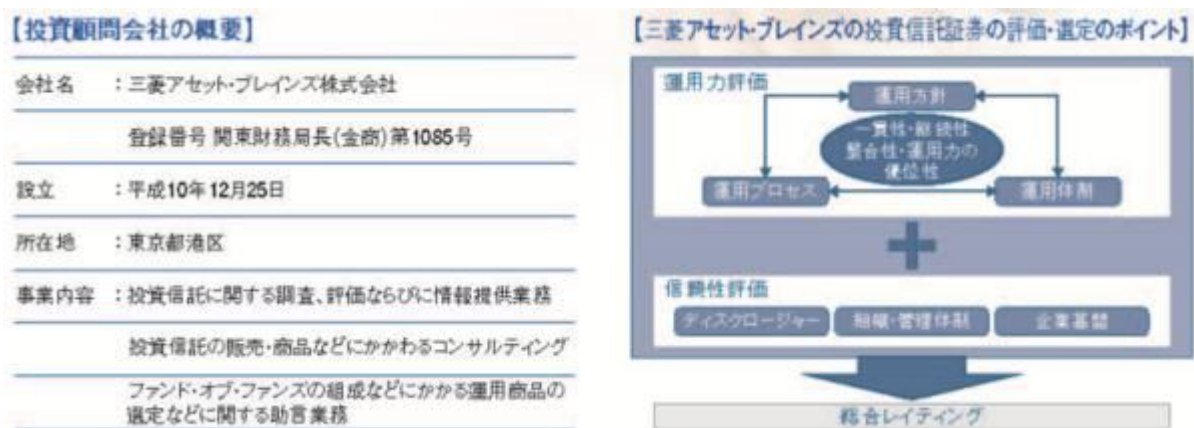 【投資顧問会社の概要】
会社名 :三菱アセット・ブレインズ株式会社
登録番号 関東財務局長(金商)第1085号
設立 :平成10年12月25日
所在地 :東京都港区
事業内容 :投資信託に関する調査、評価ならびに情報提供業務
投資信託の販売・商品などにかかわるコンサルティング
ファンド・オブ・ファンズの組成などにかかる運用商品の
選定などに関する助言業務
【三菱アセット・ブレインズの投資信託証券の評価・選定のポイント】
運用力評価
運用方針
一貫性・継続性
整合性・運用力の
優位性
運用プロセス
運用体制
+
信頼性評価
ディスクロージャー
組織・管理体制
企業基盤
総合レイティング